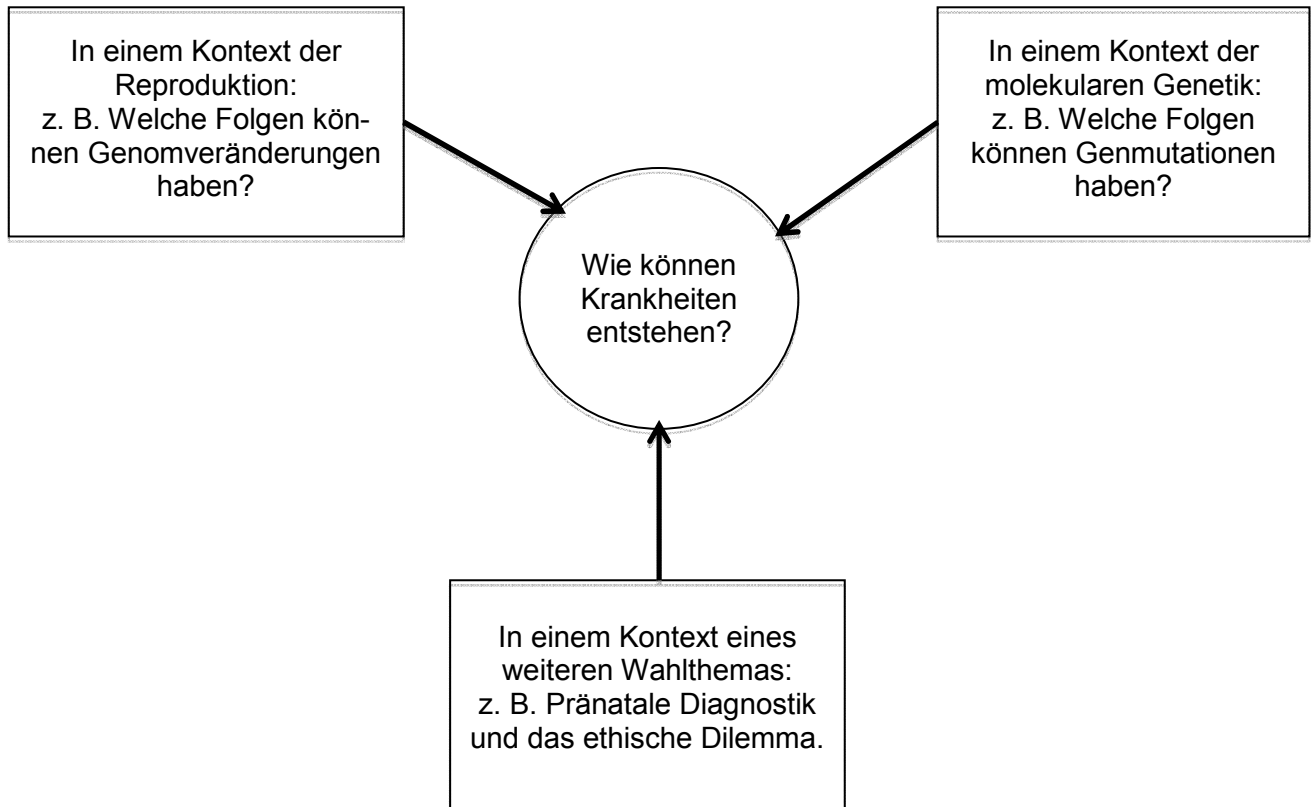 In einem Kontext der
Reproduktion:
z. B. Welche Folgen kön-
nen Genomveränderungen
haben?
In einem Kontext der
molekularen Genetik:
z. B. Welche Folgen
können Genmutationen
haben?
Wie können
Krankheiten
entstehen?
In einem Kontext eines
weiteren Wahlthemas:
z. B. Pränatale Diagnostik
und das ethische Dilemma.